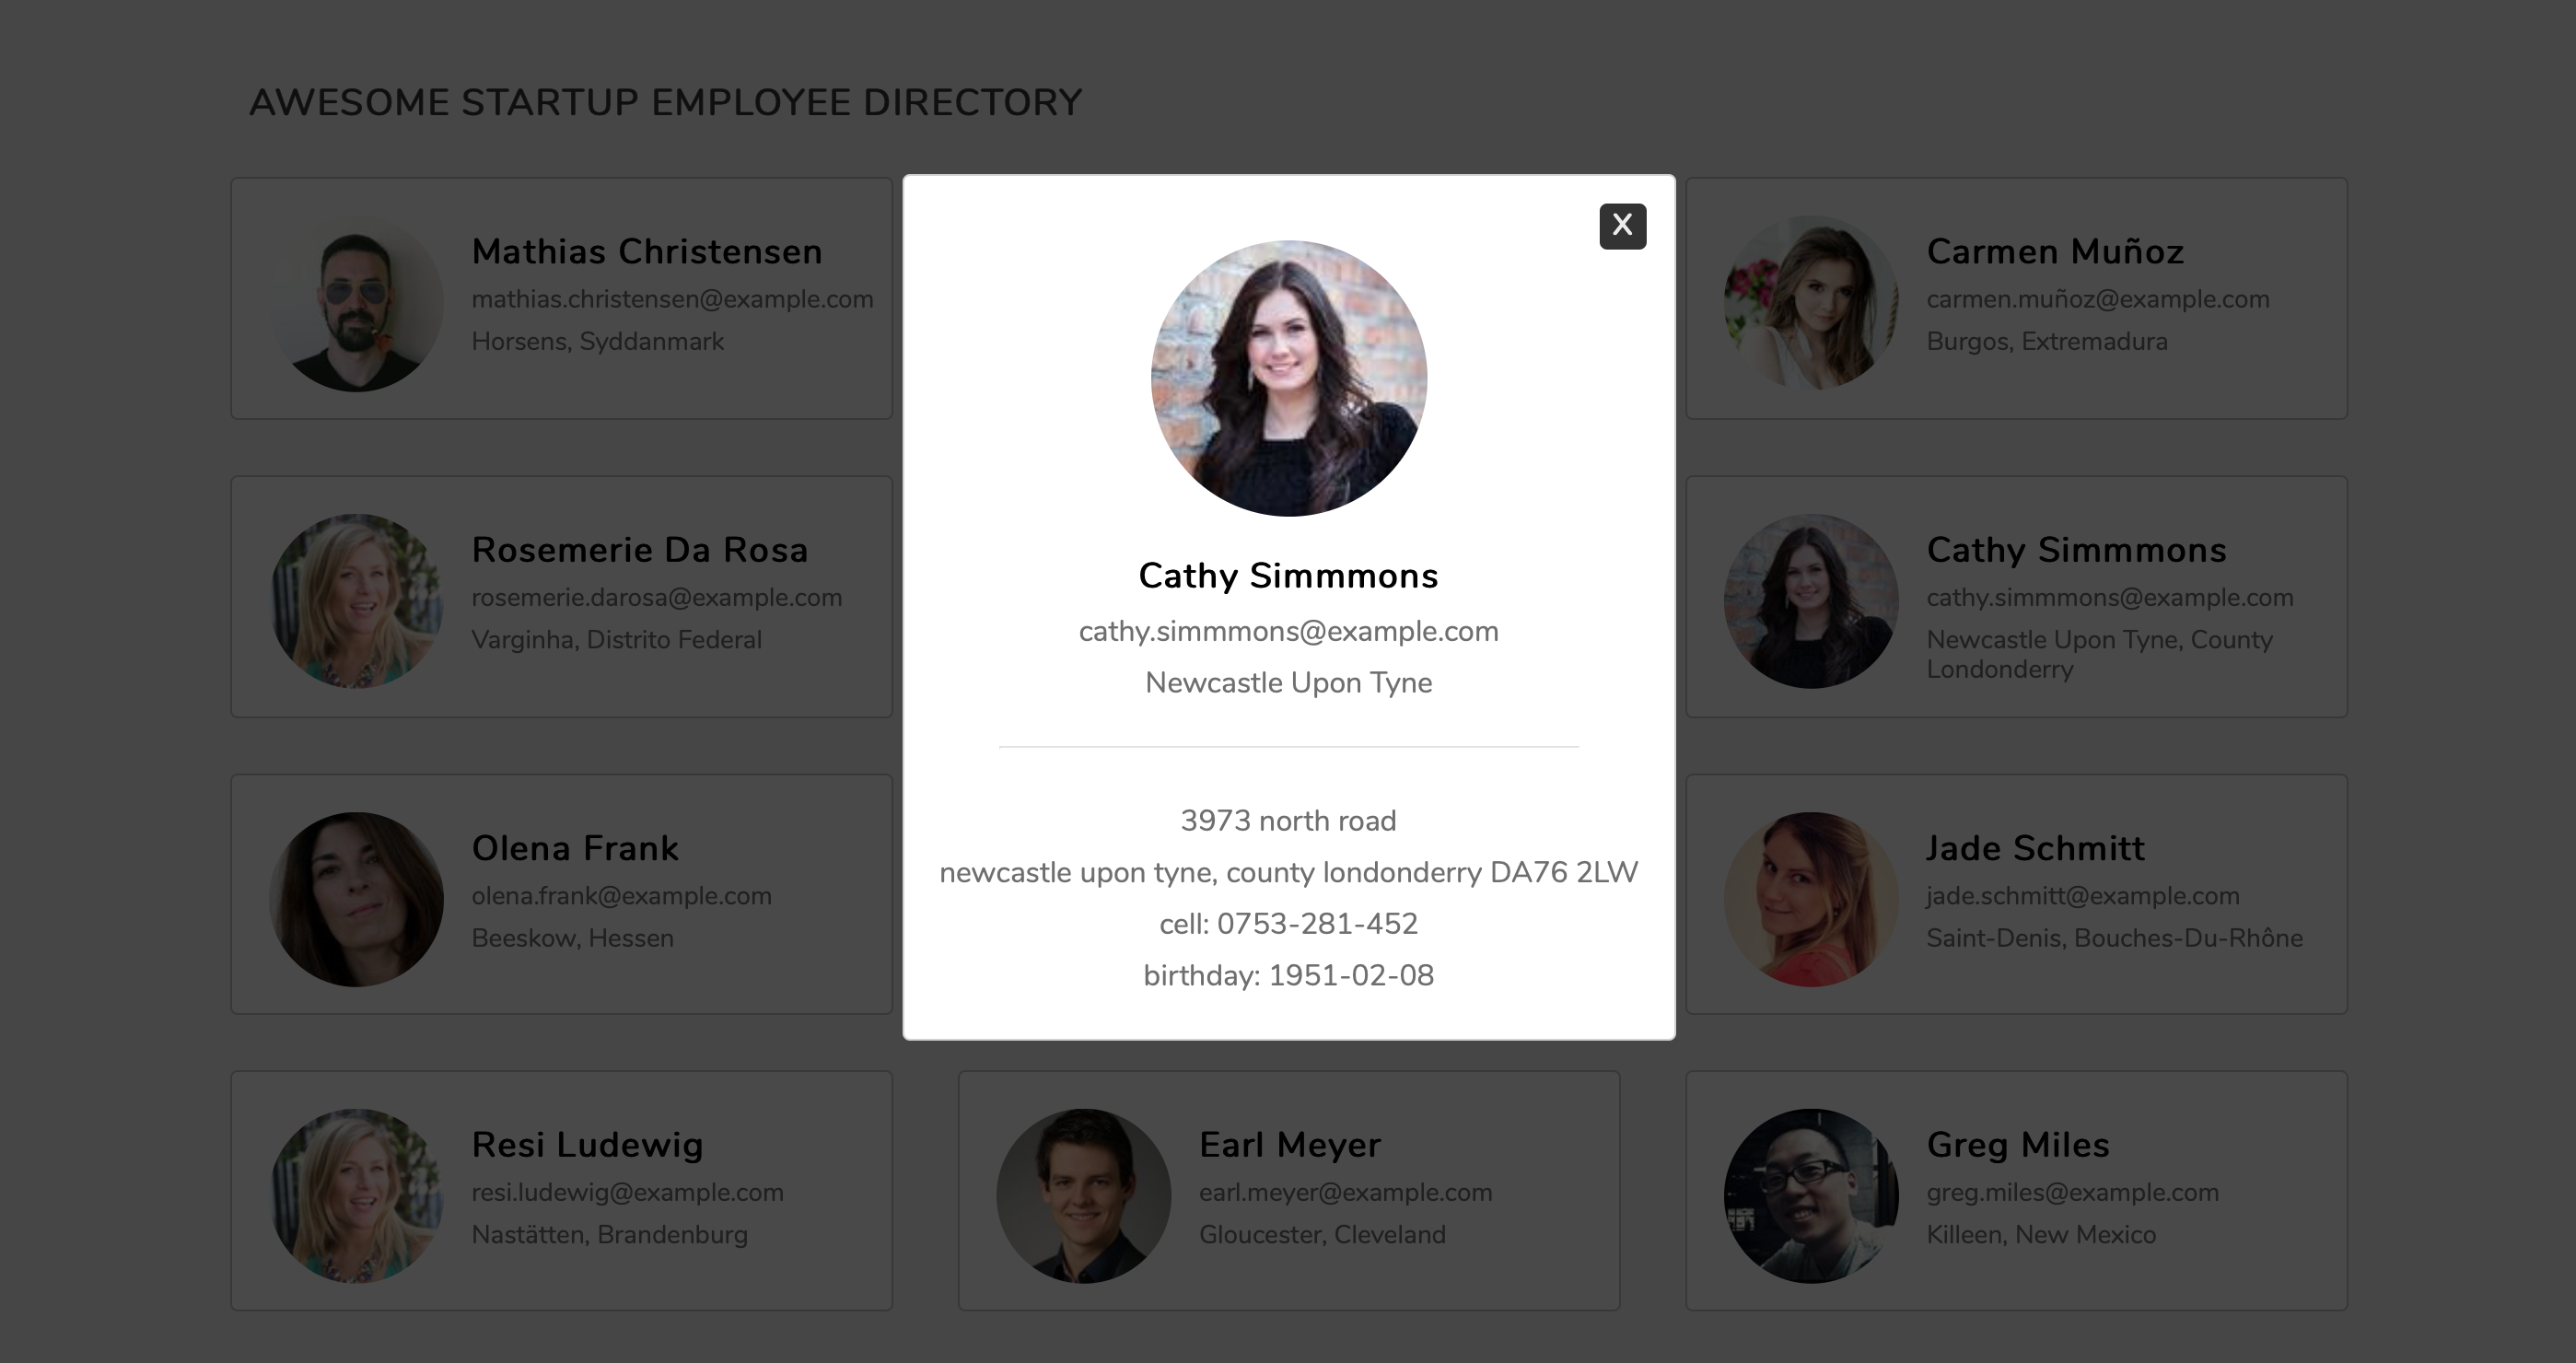 AWESOME STARTUP EMPLOYEE DIRECTORY
Mathias Christensen
mathias.christensen@example.com
Horsens, Syddanmark
X
Cathy Simmmons
cathy.simmmons@example.com
Newcastle Upon Tyne
3973 north road
newcastle upon tyne, county londonderry DA76 2LW
cell: 0753-281-452
birthday: 1951-02-08
Carmen Muñoz
carmen.muñoz@example.com
Burgos, Extremadura
Rosemerie Da Rosa
rosemerie.darosa@example.com
Varginha, Distrito Federal
Cathy Simmmons
cathy.simmmons@example.com
Newcastle Upon Tyne, County
Londonderry
Olena Frank
olena.frank@example.com
Beeskow, Hessen
Jade Schmitt
jade.schmitt@example.com
Saint-Denis, Bouches-Du-Rhône
Resi Ludewig
resi.ludewig@example.com
Nastätten, Brandenburg
Earl Meyer
earl.meyer@example.com
Gloucester, Cleveland
Greg Miles
greg.miles@example.com
Killeen, New Mexico